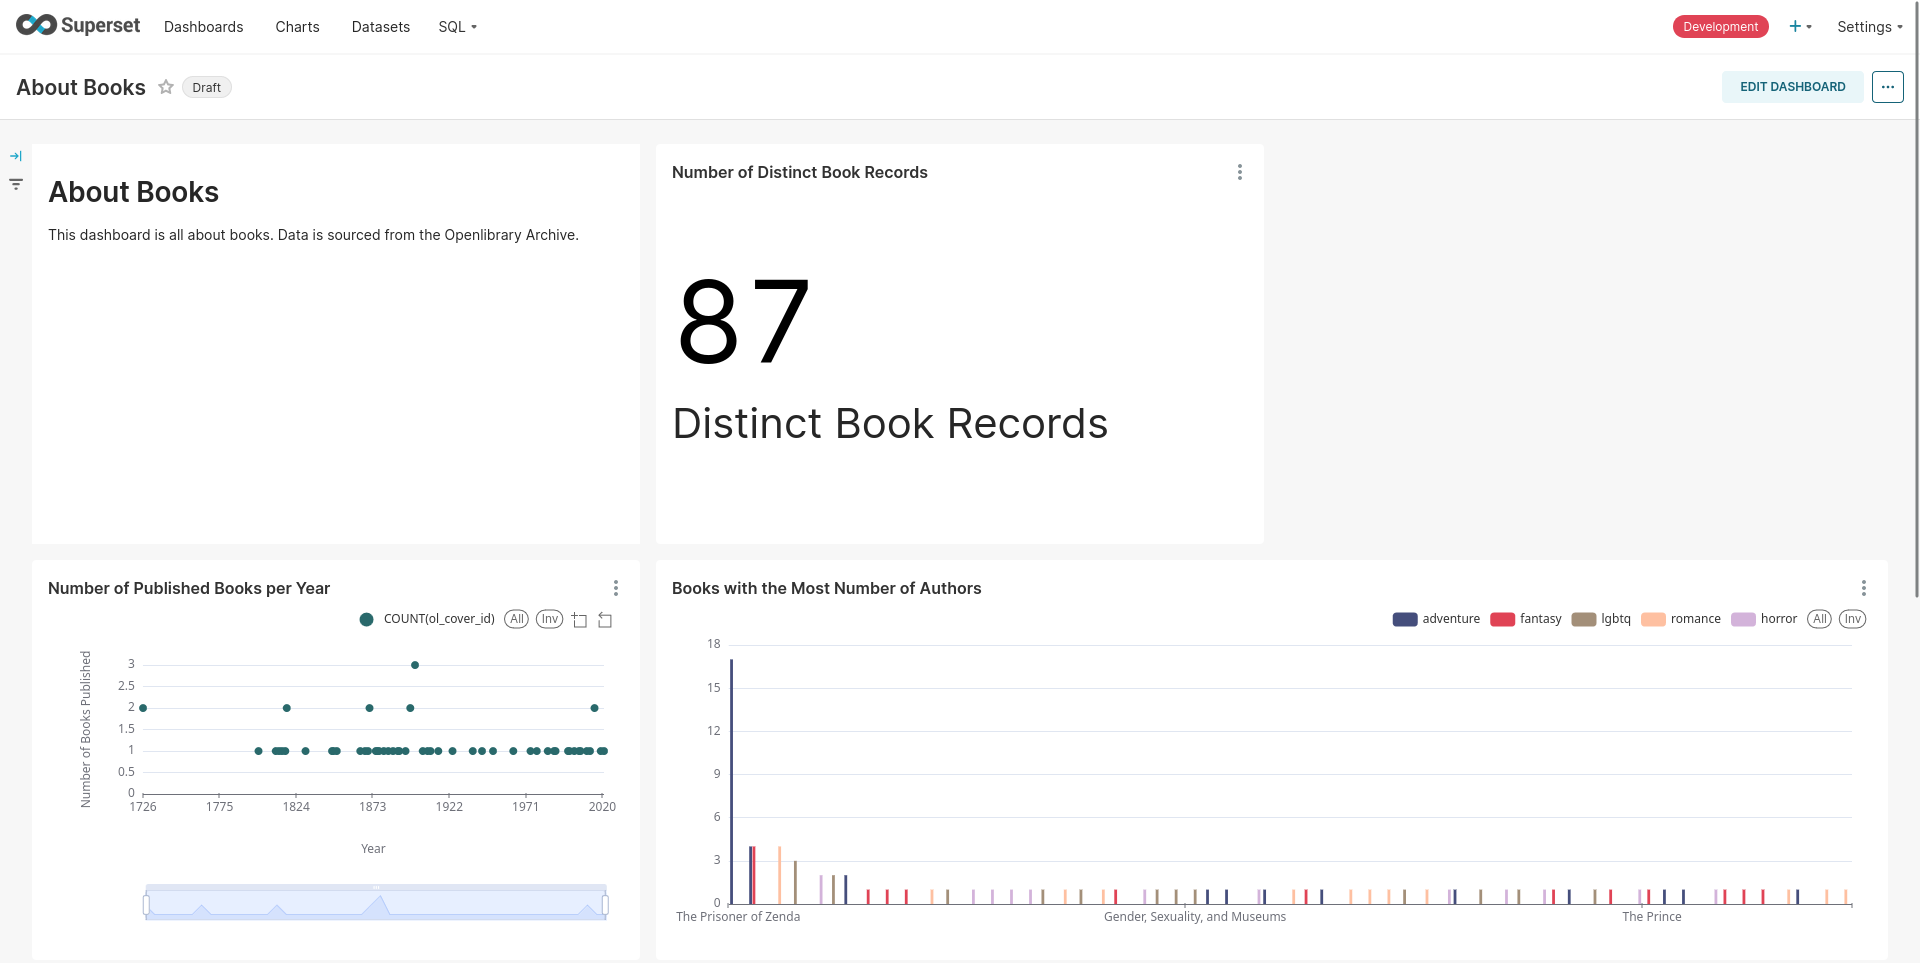 Superset Dashboards Charts Datasets SQL Development + Settings
About Books Draft EDIT DASHBOARD ...
About Books
This dashboard is all about books. Data is sourced from the Openlibrary Archive.
Number of Distinct Book Records
87
Distinct Book Records
Number of Published Books per Year
COUNT(ol_cover_id) All Inv
Number of Books Published
3
2.5
2
1.5
1
0.5
0
1726 1775 1824 1873 1922 1971 2020
Year
Books with the Most Number of Authors
adventure fantasy lgbtq romance horror All Inv
18
15
12
9
6
3
0
The Prisoner of Zenda Gender, Sexuality, and Museums The Prince